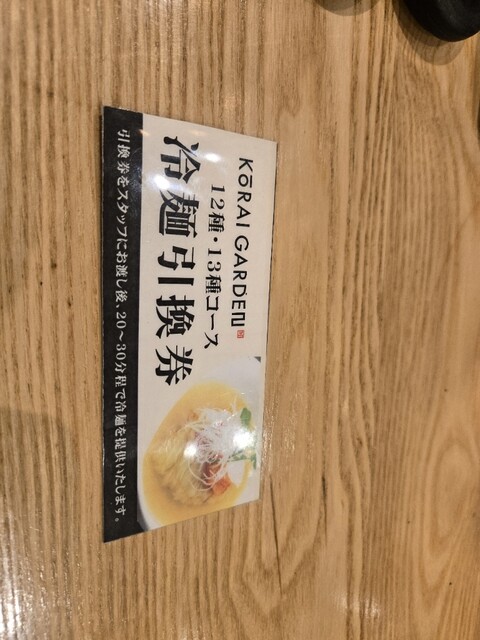 KōRAI GARDEN
12種・13種コース
冷麺引換券
引換券をスタッフにお渡し後、20〜30分程で冷麺を提供いたします。